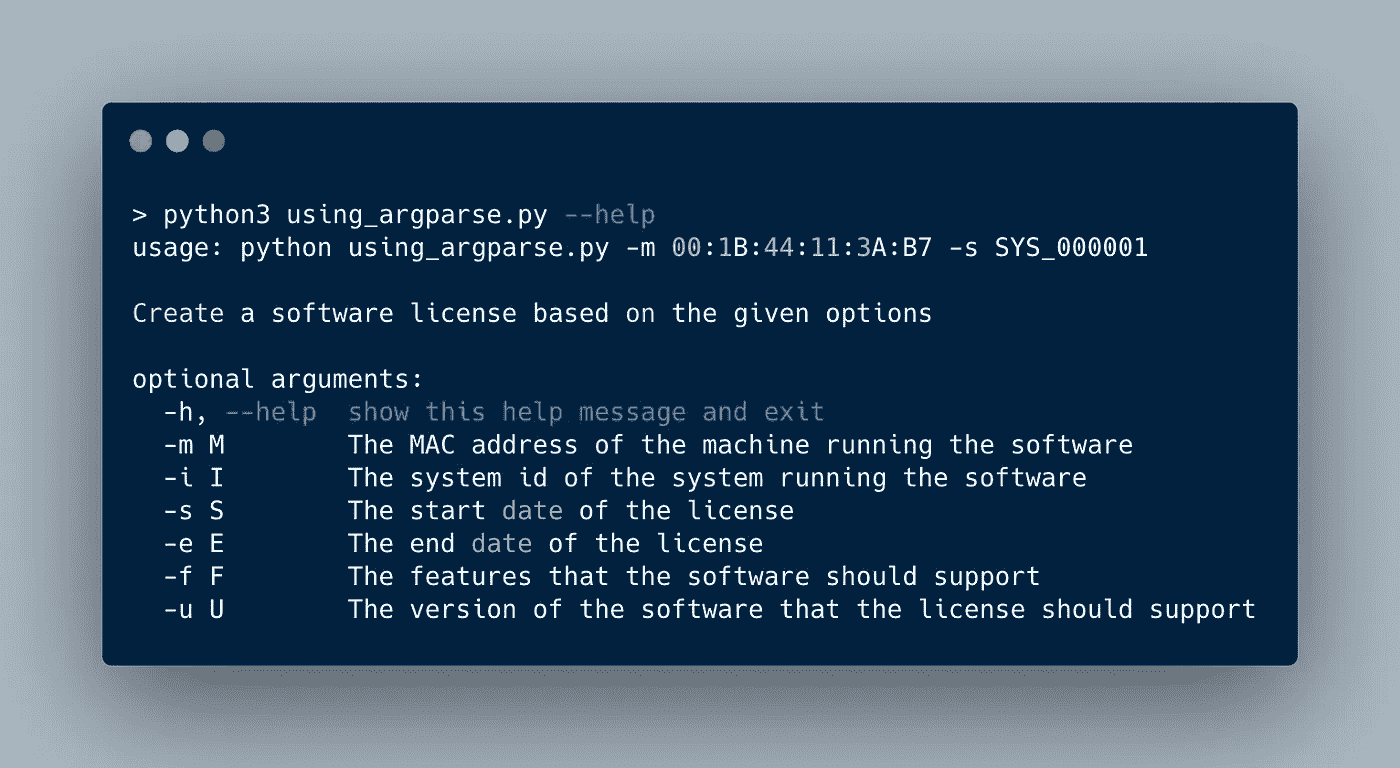 > python3 using_argparse.py --help
usage: python using_argparse.py -m 00:1B:44:11:3A:B7 -s SYS_000001
Create a software license based on the given options
optional arguments:
-h, --help show this help message and exit
-m M The MAC address of the machine running the software
-i I The system id of the system running the software
-s S The start date of the license
-e E The end date of the license
-f F The features that the software should support
-u U The version of the software that the license should support